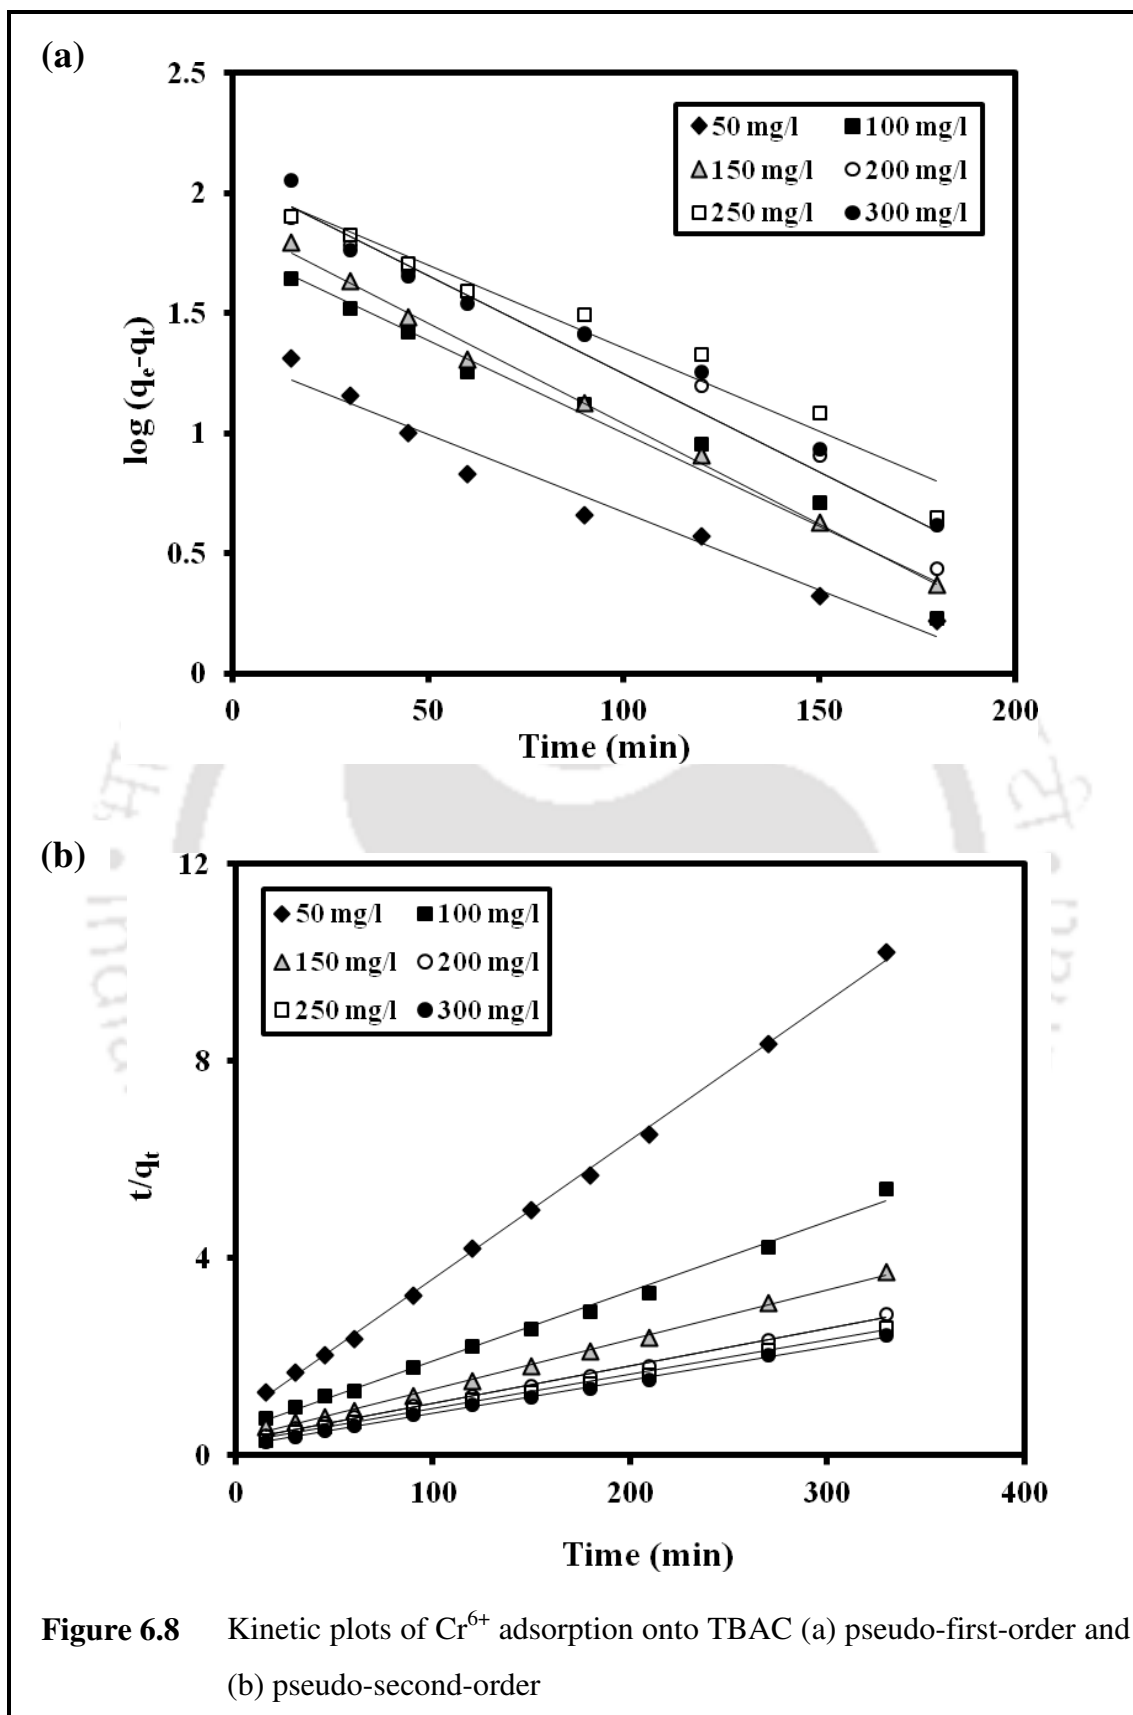 (a)
2.5
2
1.5
1
0.5
0
log (qe-qt)
50 mg/l 100 mg/l
150 mg/l 200 mg/l
250 mg/l 300 mg/l
0 50 100 150 200
Time (min)
(b)
12
8
4
0
t/qt
50 mg/l 100 mg/l
150 mg/l 200 mg/l
250 mg/l 300 mg/l
0 100 200 300 400
Time (min)
Figure 6.8 Kinetic plots of Cr6+ adsorption onto TBAC (a) pseudo-first-order and
(b) pseudo-second-order